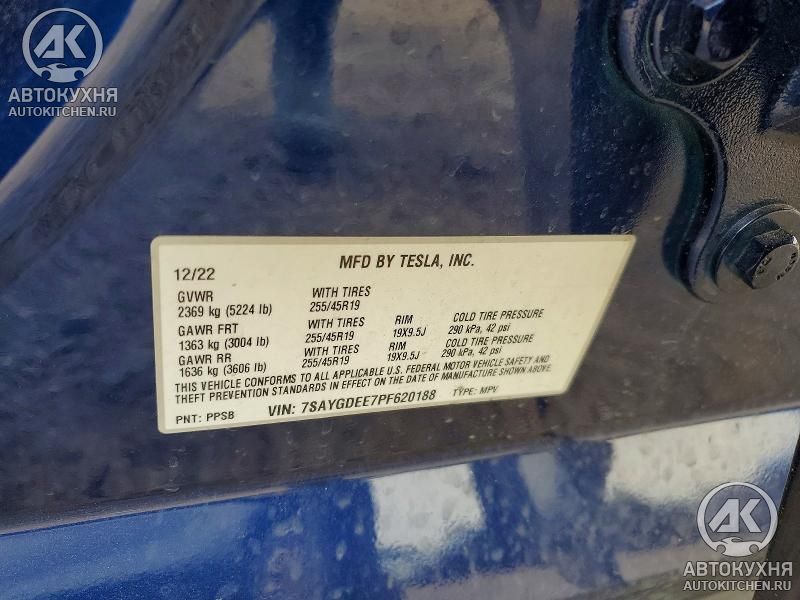 AK
АВТОКУХНЯ
AUTOKITCHEN.RU
MFD BY TESLA, INC.
12/22
GVWR WITH TIRES
2369 kg (5224 lb) 255/45R19
GAWR FRT WITH TIRES RIM COLD TIRE PRESSURE
1363 kg (3004 lb) 255/45R19 19X9.5J 290 kPa, 42 psi
GAWR RR WITH TIRES RIM COLD TIRE PRESSURE
1636 kg (3606 lb) 255/45R19 19X9.5J 290 kPa, 42 psi
THIS VEHICLE CONFORMS TO ALL APPLICABLE U.S. FEDERAL MOTOR VEHICLE SAFETY AND
THEFT PREVENTION STANDARDS IN EFFECT ON THE DATE OF MANUFACTURE SHOWN ABOVE.
PNT: PPSB VIN: 7SAYGDEE7PF620188 TYPE: MPV
AK
АВТОКУХНЯ
AUTOKITCHEN.RU